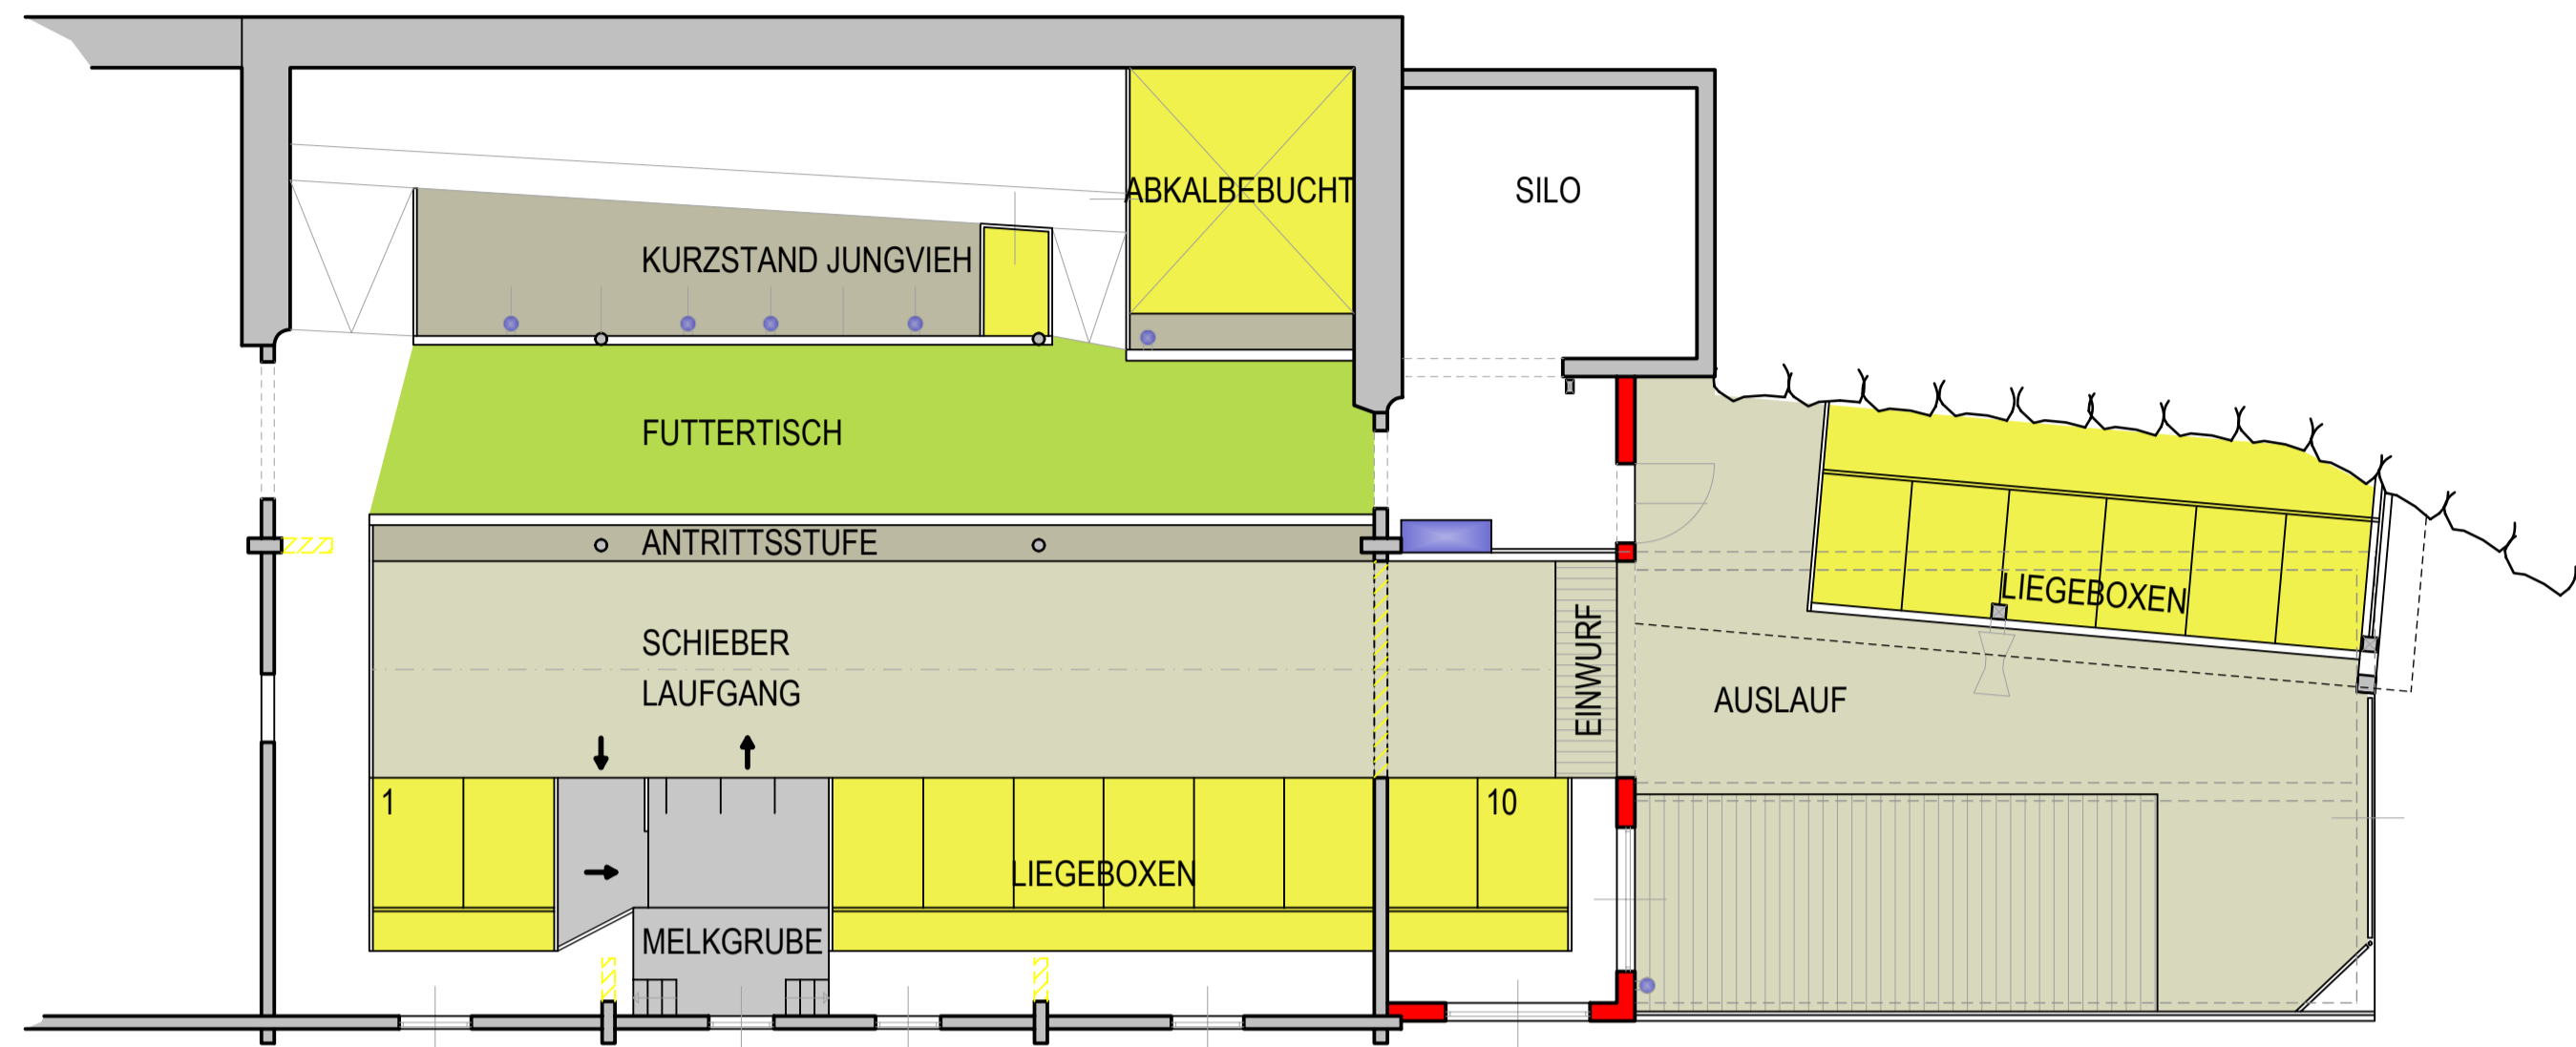 ABKALBEBUCHT
SILO
KURZSTAND JUNGVIEH
FUTTERTISCH
ANTRITTSSTUFE
LIEGEBOXEN
SCHIEBER
LAUFGANG
EINWURF
AUSLAUF
1
10
LIEGEBOXEN
MELKGRUBE